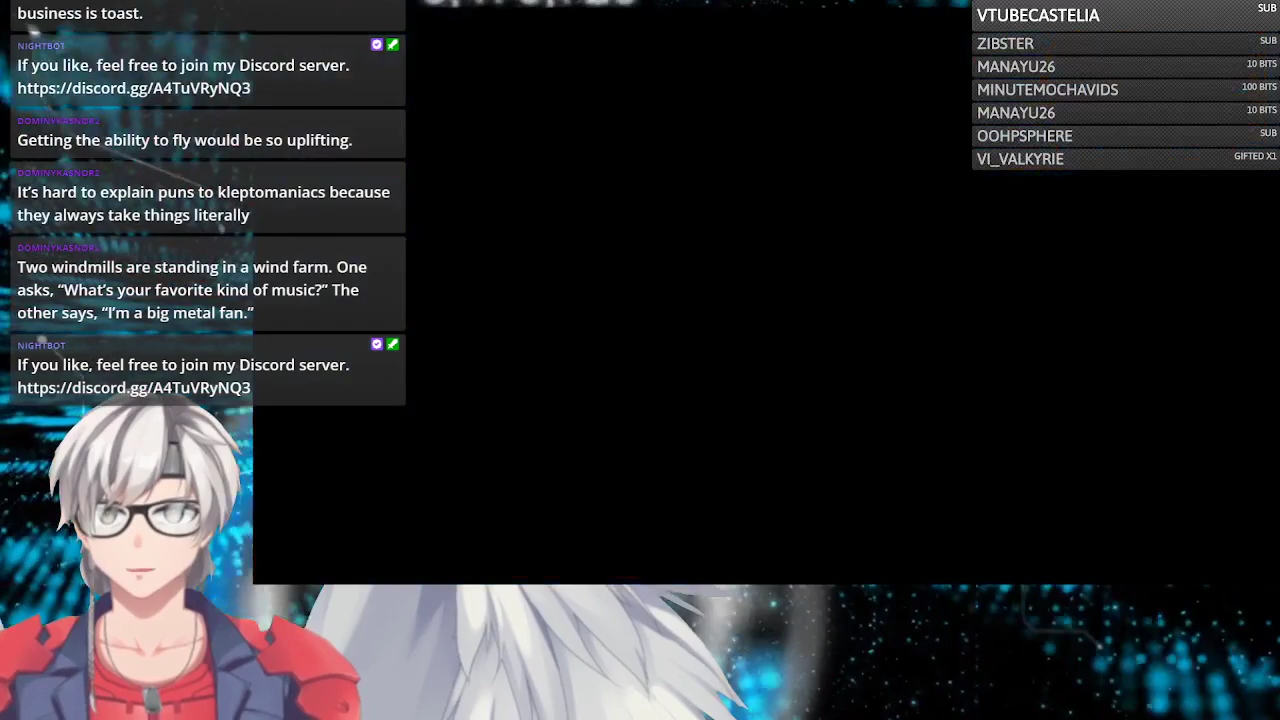 business is toast.
NIGHTBOT
If you like, feel free to join my Discord server.
https://discord.gg/A4TuVRyNQ3
DOMINYKASNOR2
Getting the ability to fly would be so uplifting.
DOMINYKASNOR2
It’s hard to explain puns to kleptomaniacs because
they always take things literally
DOMINYKASNOR2
Two windmills are standing in a wind farm. One
asks, “What’s your favorite kind of music?” The
other says, “I’m a big metal fan.”
NIGHTBOT
If you like, feel free to join my Discord server.
https://discord.gg/A4TuVRyNQ3
VTUBECASTELIA SUB
ZIBSTER SUB
MANAYU26 10 BITS
MINUTEMOCHAVIDS 100 BITS
MANAYU26 10 BITS
OOHPSPHERE SUB
VI_VALKYRIE GIFTED X1